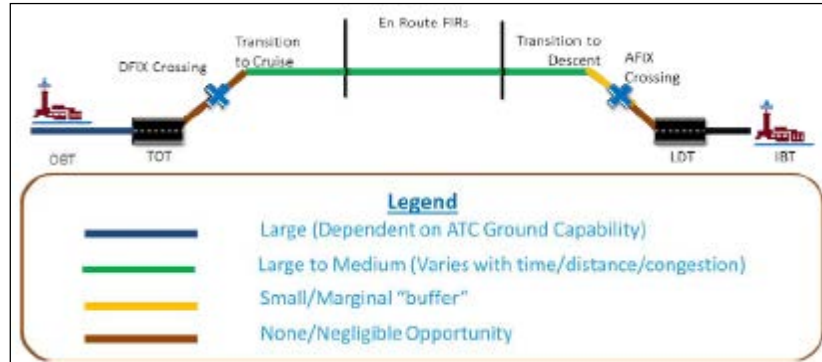 En Route FIRs
Transition
to Cruise
Transition to
Descent
DFIX Crossing
AFIX
Crossing
OBT
TOT
LDT
IBT
Legend
Large (Dependent on ATC Ground Capability)
Large to Medium (Varies with time/distance/congestion)
Small/Marginal “buffer”
None/Negligible Opportunity